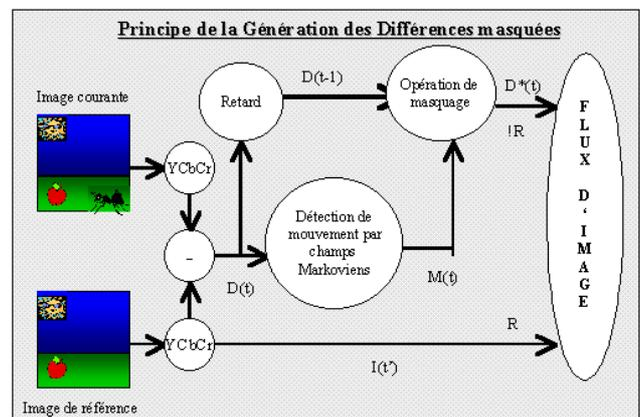 Principe de la Génération des Différences masquées
Image courante
Retard
D(t-1)
Opération de
masquage
D*(t)
!R
YCbCr
-
D(t)
Détection de
mouvement par
champs
Markoviens
M(t)
YCbCr
I(t')
R
Image de référence
F
L
U
X
D
'
I
M
A
G
E